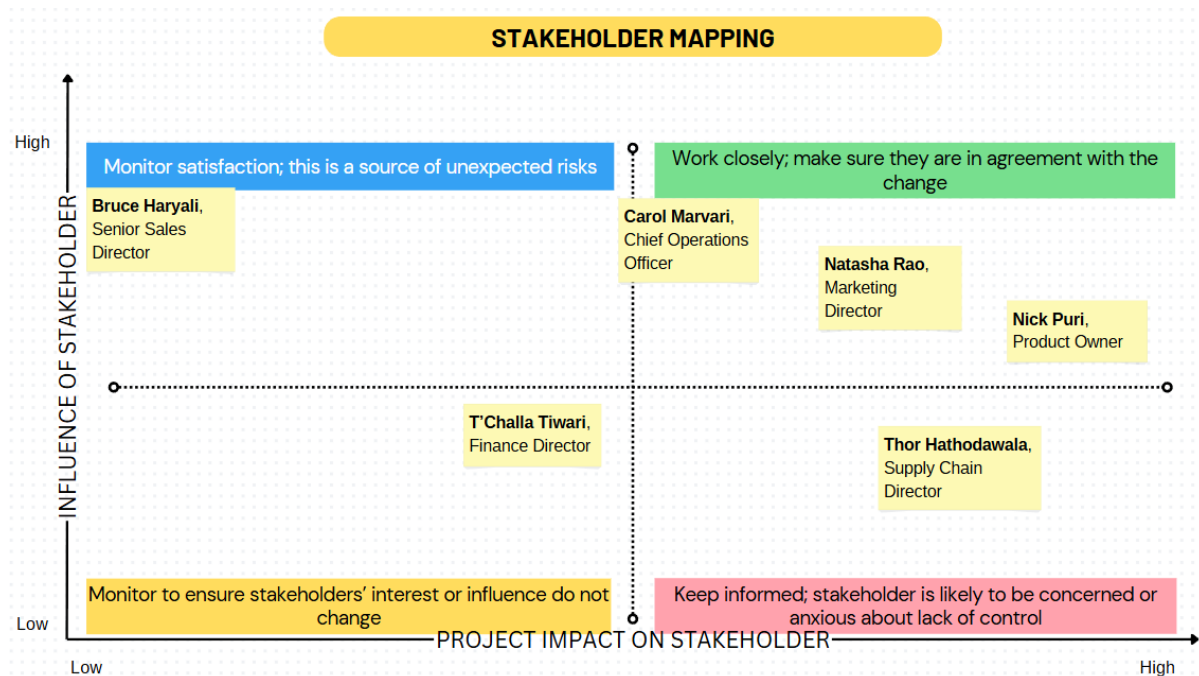 STAKEHOLDER MAPPING
High
INFLUENCE OF STAKEHOLDER
Low
Monitor satisfaction; this is a source of unexpected risks
Work closely; make sure they are in agreement with the
change
Bruce Haryali,
Senior Sales
Director
Carol Marvari,
Chief Operations
Officer
Natasha Rao,
Marketing
Director
Nick Puri,
Product Owner
T’Challa Tiwari,
Finance Director
Thor Hathodawala,
Supply Chain
Director
Monitor to ensure stakeholders’ interest or influence do not
change
Keep informed; stakeholder is likely to be concerned or
anxious about lack of control
PROJECT IMPACT ON STAKEHOLDER
Low
High